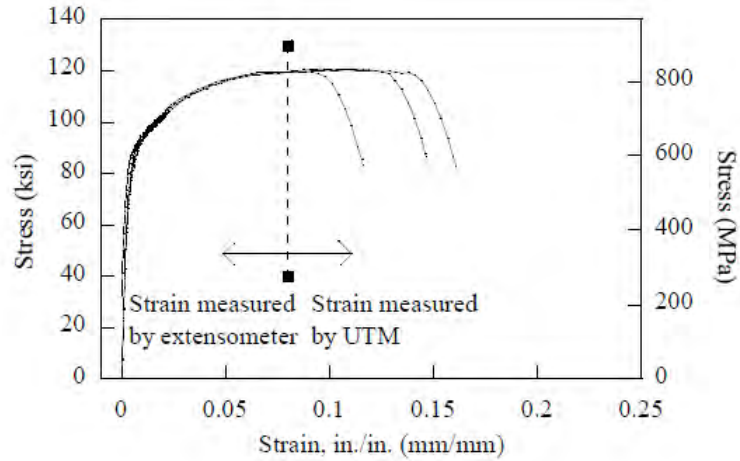 140
120
100
80
60
40
20
0
Stress (ksi)
800
600
400
200
0
Stress (MPa)
Strain measured
by extensometer
Strain measured
by UTM
0 0.05 0.1 0.15 0.2 0.25
Strain, in./in. (mm/mm)